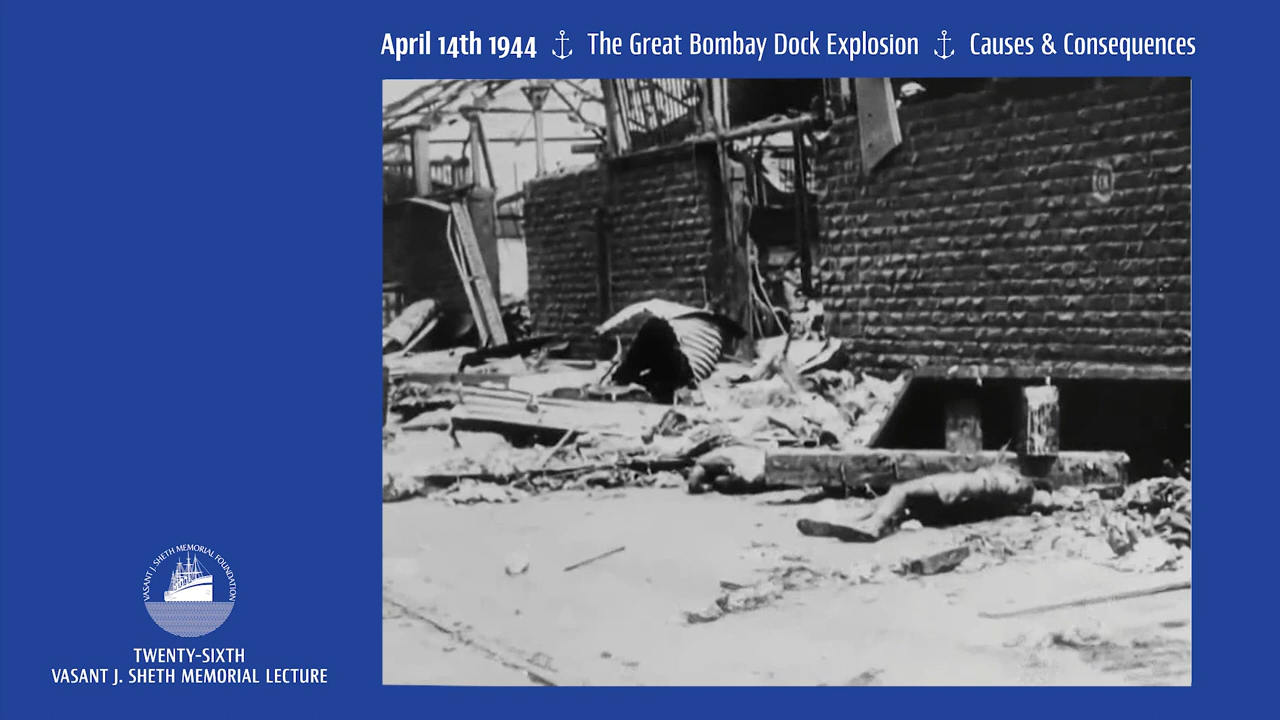 April 14th 1944 ⚓ The Great Bombay Dock Explosion ⚓ Causes & Consequences
VASANT J. SHETH MEMORIAL FOUNDATION
TWENTY-SIXTH
VASANT J. SHETH MEMORIAL LECTURE